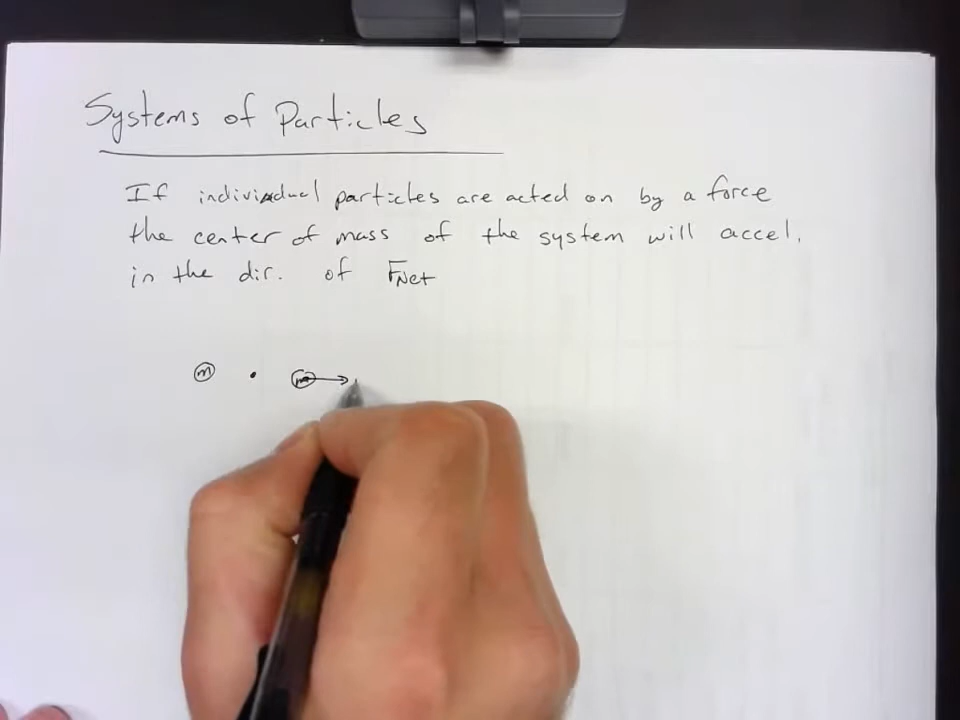 Systems of Particles
If individual particles are acted on by a force
the center of mass of the system will accel.
in the dir. of FNet
m m